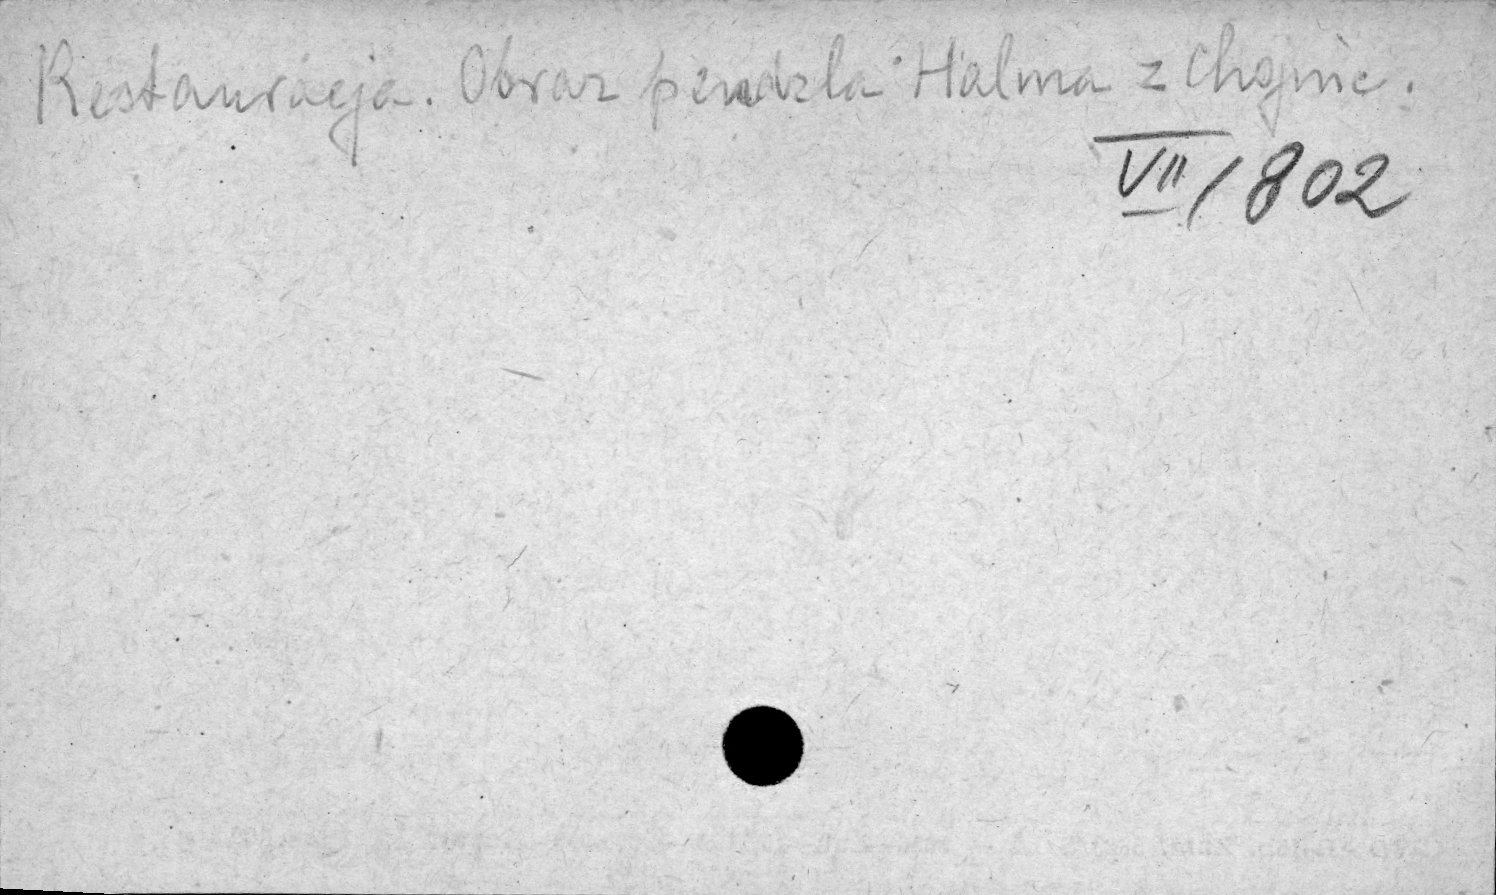 Restauracja. Obraz pendzla Halma z Chojnic.
VII/802